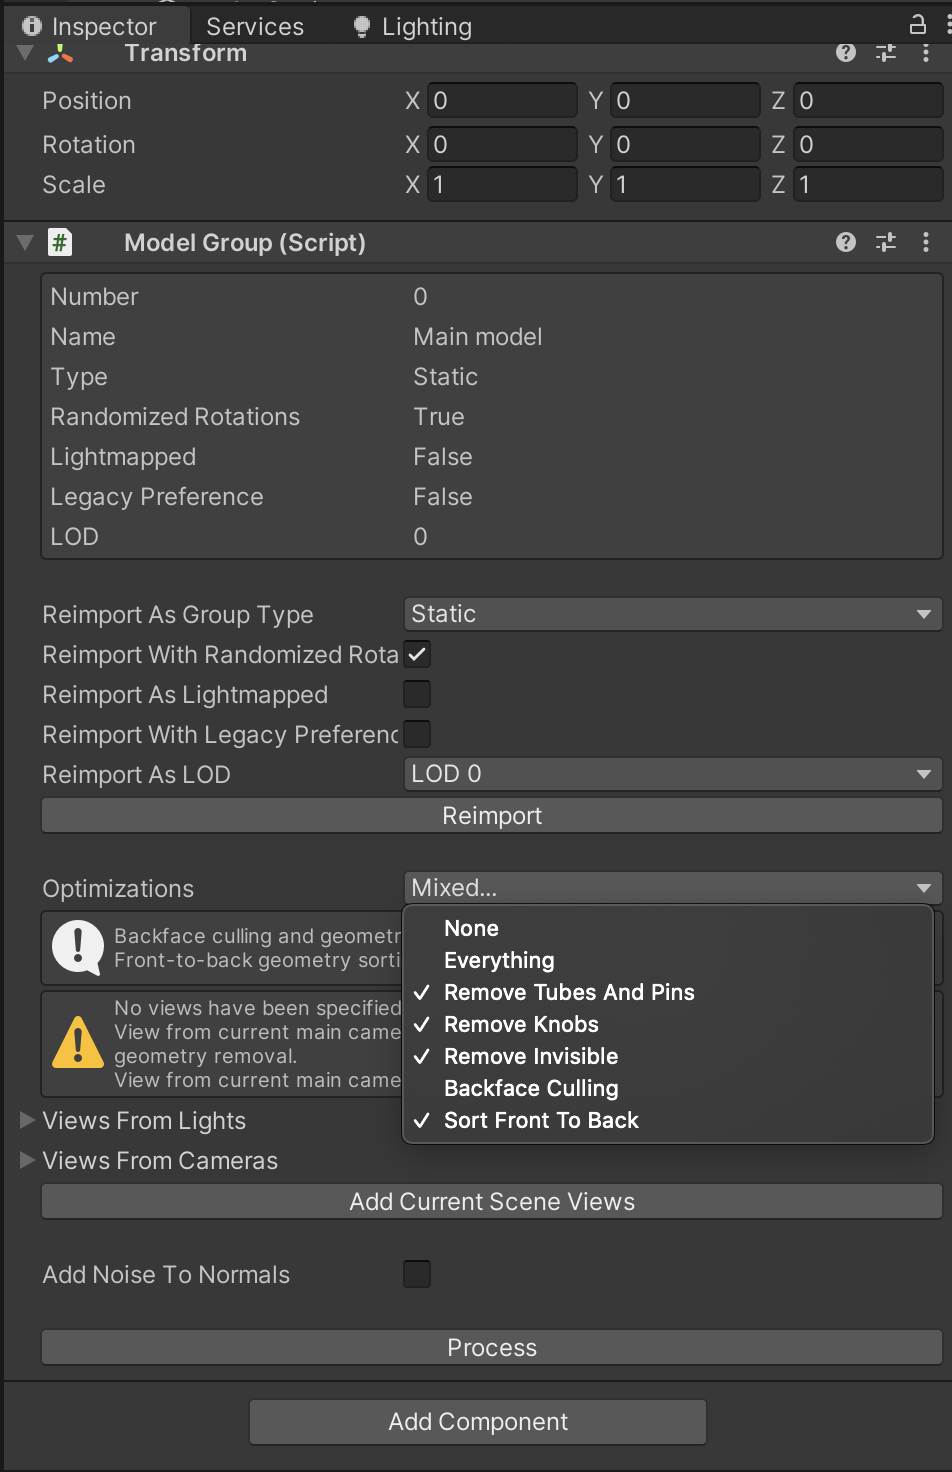 Inspector Services Lighting
Transform
Position X 0 Y 0 Z 0
Rotation X 0 Y 0 Z 0
Scale X 1 Y 1 Z 1
# Model Group (Script)
Number 0
Name Main model
Type Static
Randomized Rotations True
Lightmapped False
Legacy Preference False
LOD 0
Reimport As Group Type Static
Reimport With Randomized Rota
Reimport As Lightmapped
Reimport With Legacy Preferenc
Reimport As LOD LOD 0
Reimport
Optimizations Mixed...
Backface culling and geometr
Front-to-back geometry sorti
No views have been specified
View from current main came
geometry removal.
View from current main came
None
Everything
Remove Tubes And Pins
Remove Knobs
Remove Invisible
Backface Culling
Sort Front To Back
Views From Lights
Views From Cameras
Add Current Scene Views
Add Noise To Normals
Process
Add Component